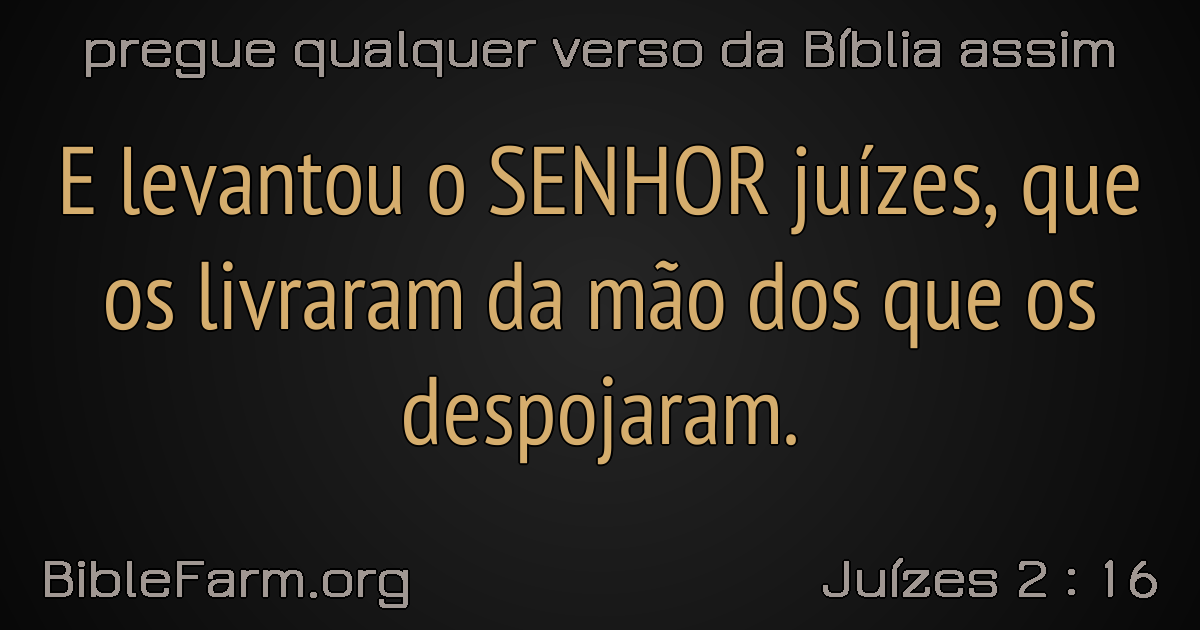 pregue qualquer verso da Bíblia assim
E levantou o SENHOR juízes, que
os livraram da mão dos que os
despojaram.
BibleFarm.org
Juízes 2 : 16